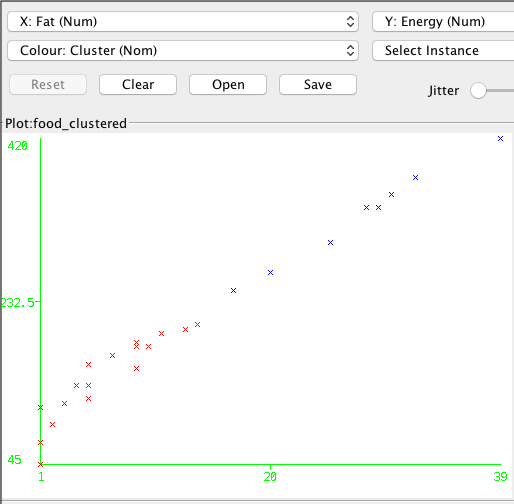 X: Fat (Num) Y: Energy (Num)
Colour: Cluster (Nom) Select Instance
Reset Clear Open Save Jitter
Plot:food_clustered
420
232.5
45
1 20 39